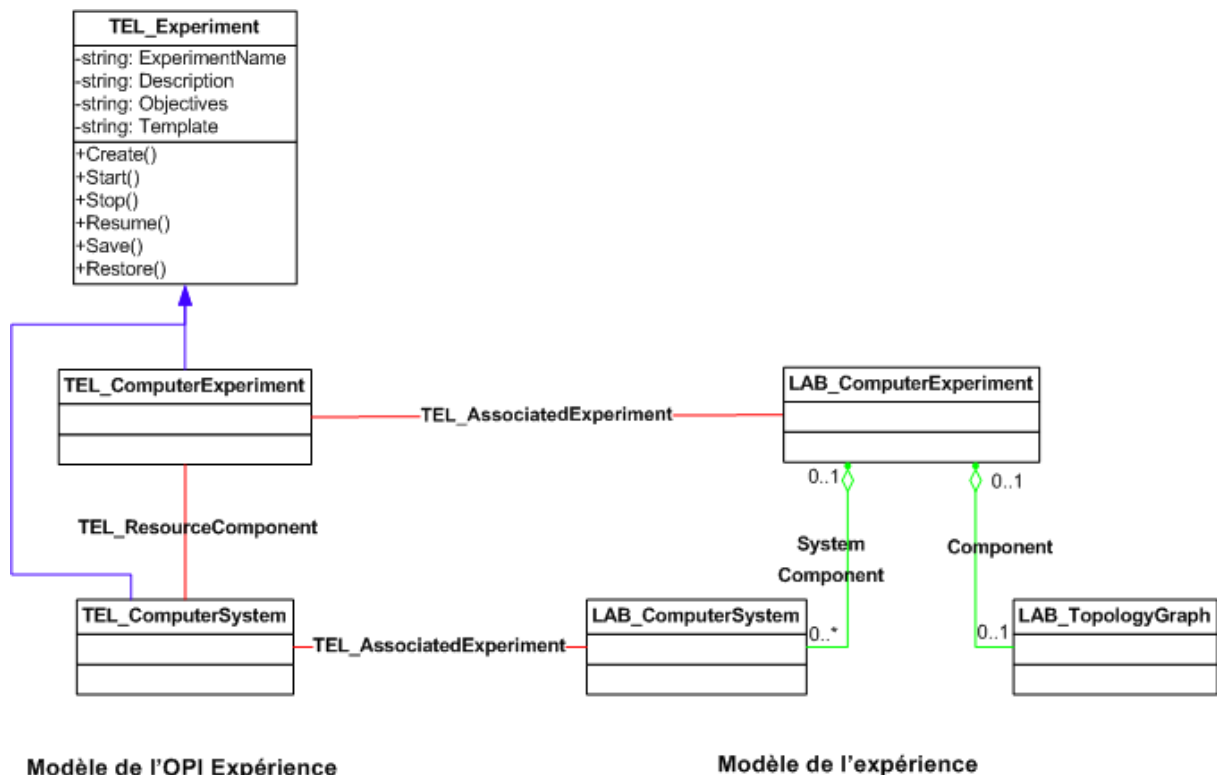 TEL_Experiment
-string: ExperimentName
-string: Description
-string: Objectives
-string: Template
+Create()
+Start()
+Stop()
+Resume()
+Save()
+Restore()
TEL_ComputerExperiment
TEL_AssociatedExperiment
LAB_ComputerExperiment
0..1
0..1
TEL_ResourceComponent
System
Component
Component
TEL_ComputerSystem
TEL_AssociatedExperiment
LAB_ComputerSystem
0..*
0..1
LAB_TopologyGraph
Modèle de l'OPI Expérience
Modèle de l'expérience